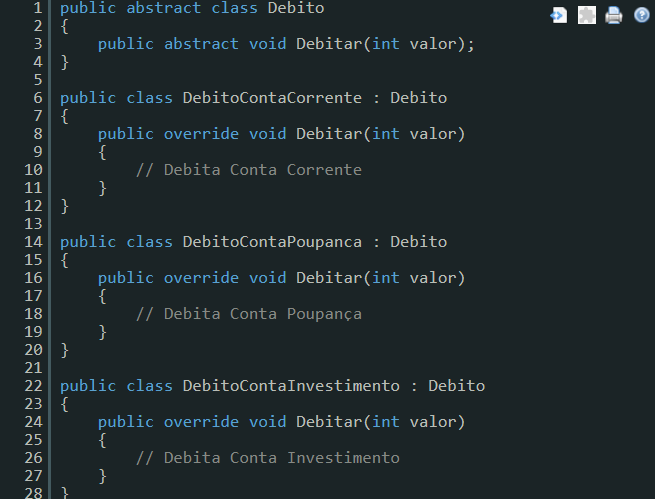 1 public abstract class Debito
2 {
3     public abstract void Debitar(int valor);
4 }
5
6 public class DebitoContaCorrente : Debito
7 {
8     public override void Debitar(int valor)
9     {
10         // Debita Conta Corrente
11     }
12 }
13
14 public class DebitoContaPoupanca : Debito
15 {
16     public override void Debitar(int valor)
17     {
18         // Debita Conta Poupança
19     }
20 }
21
22 public class DebitoContaInvestimento : Debito
23 {
24     public override void Debitar(int valor)
25     {
26         // Debita Conta Investimento
27     }
28 }